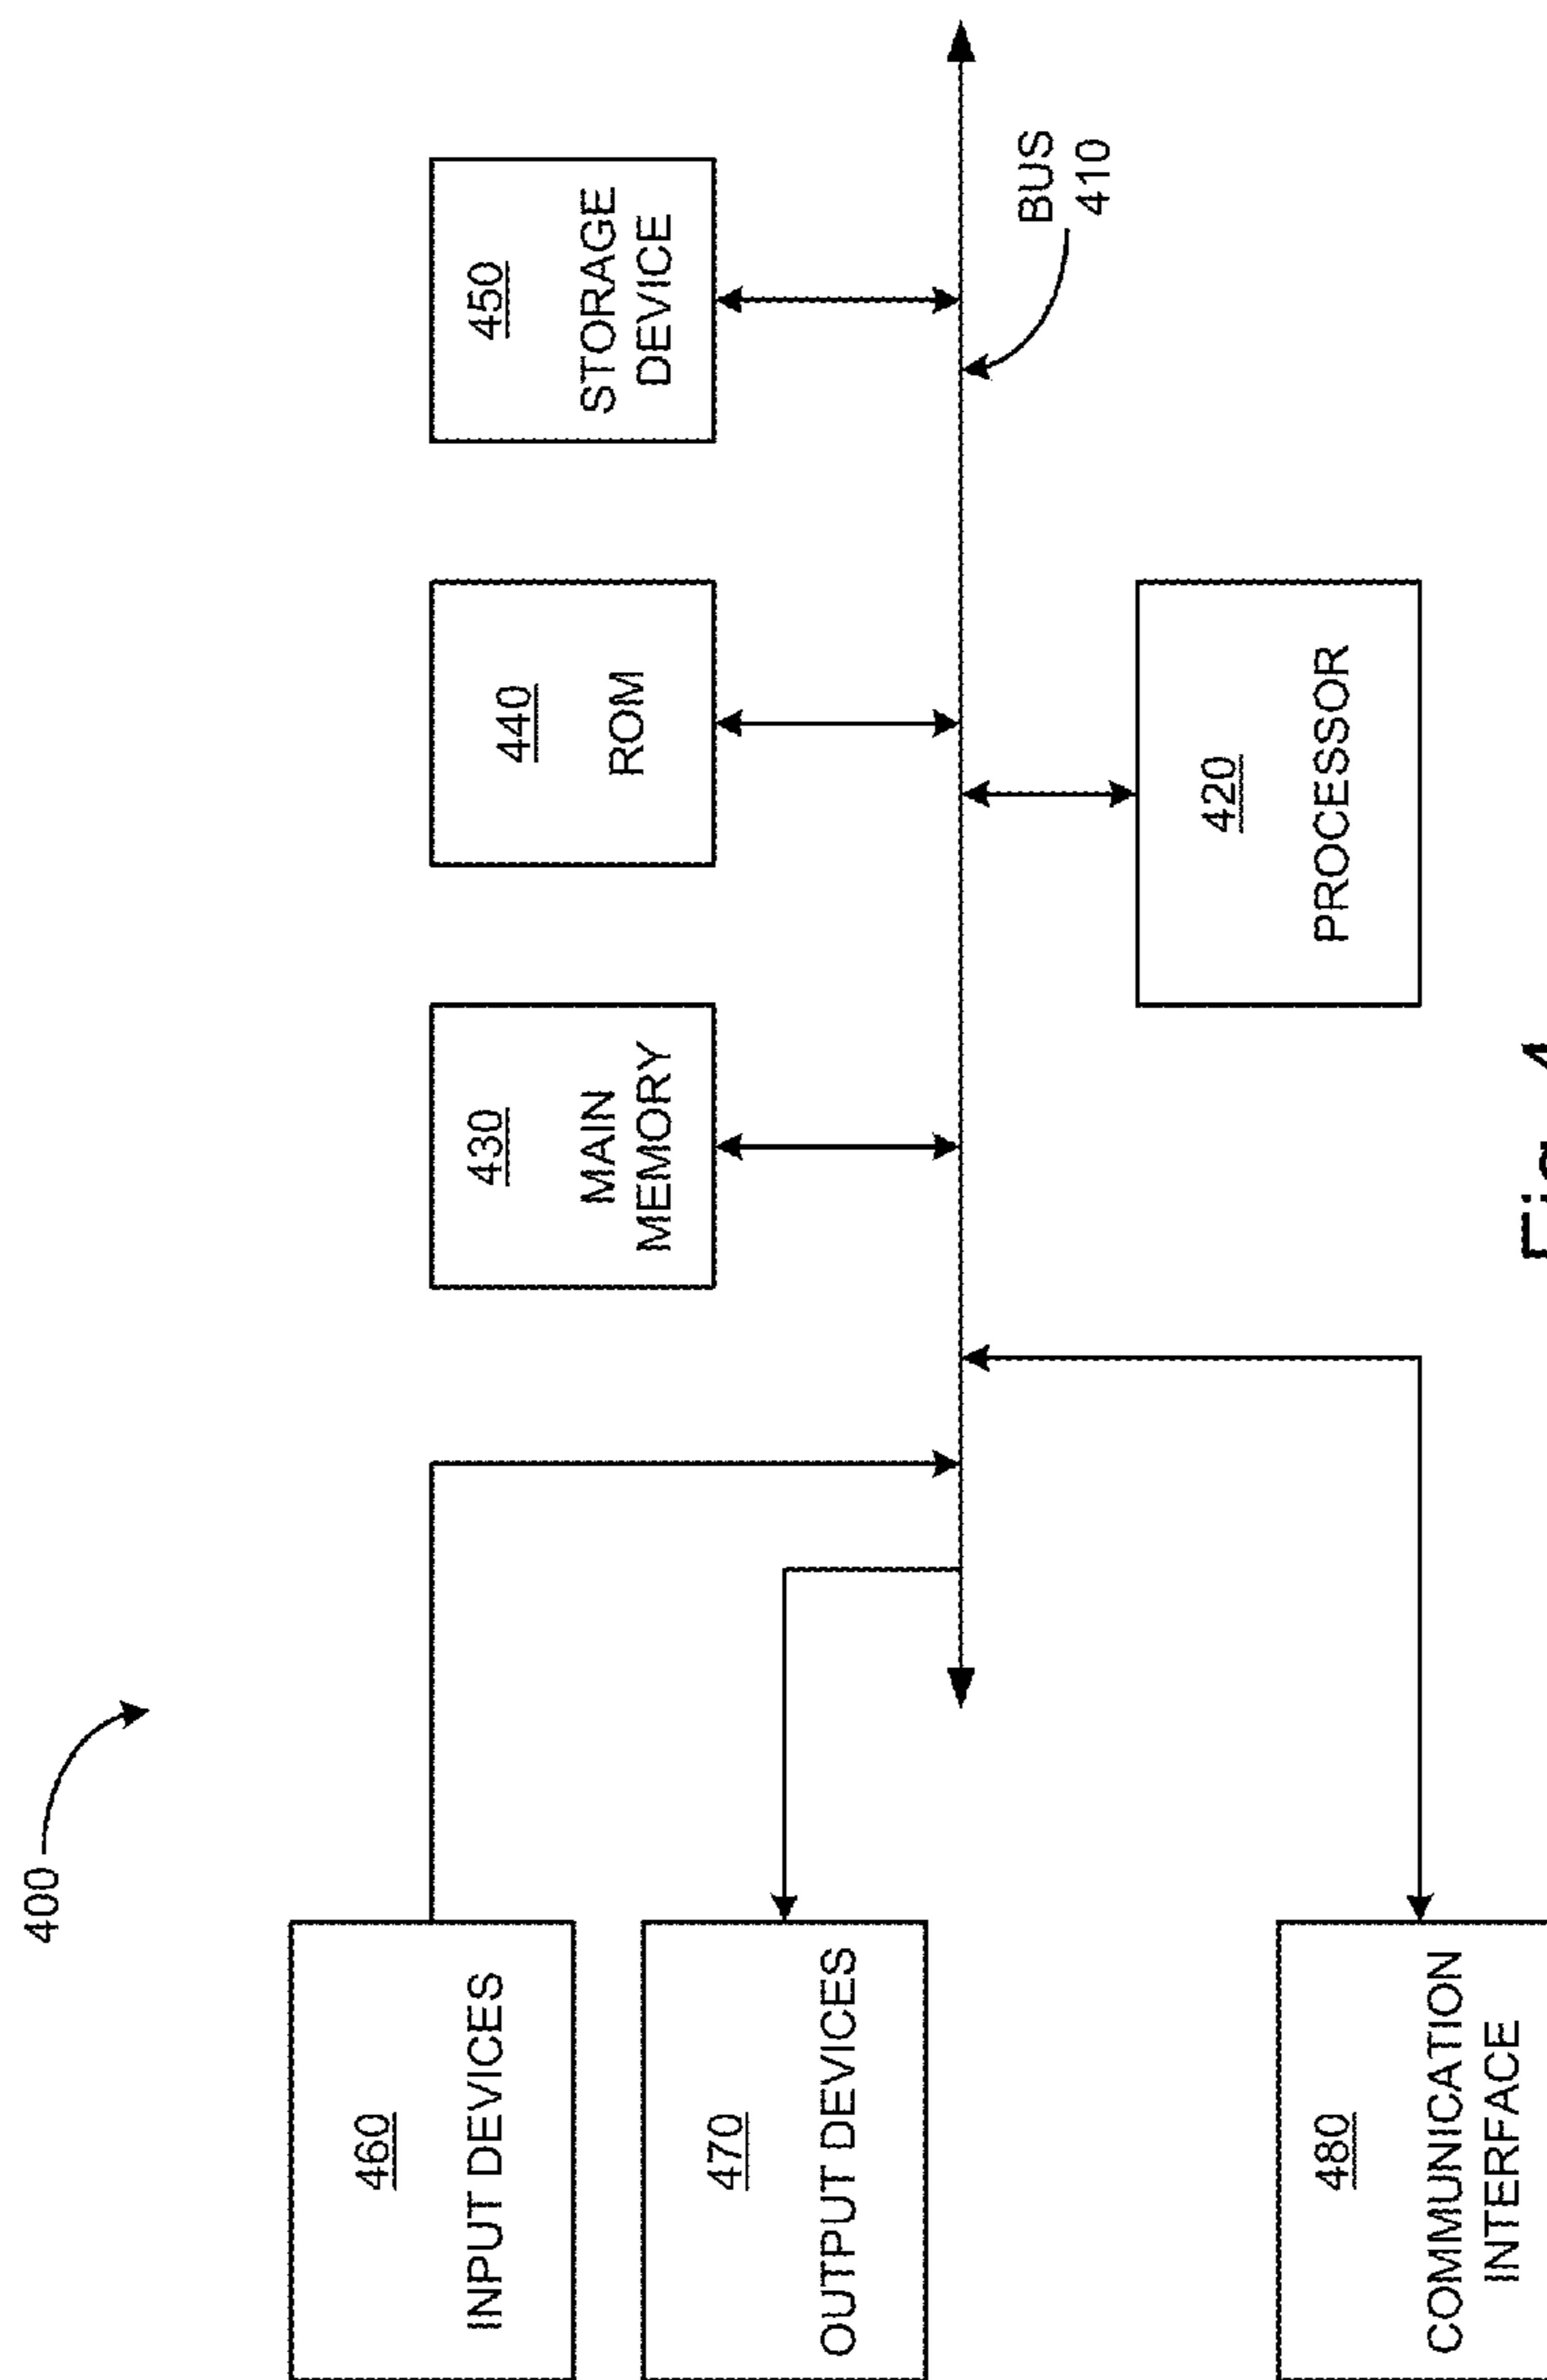 400
460
INPUT DEVICES
470
OUTPUT DEVICES
480
COMMUNICATION
INTERFACE
430
MAIN
MEMORY
440
ROM
450
STORAGE
DEVICE
420
PROCESSOR
BUS
410